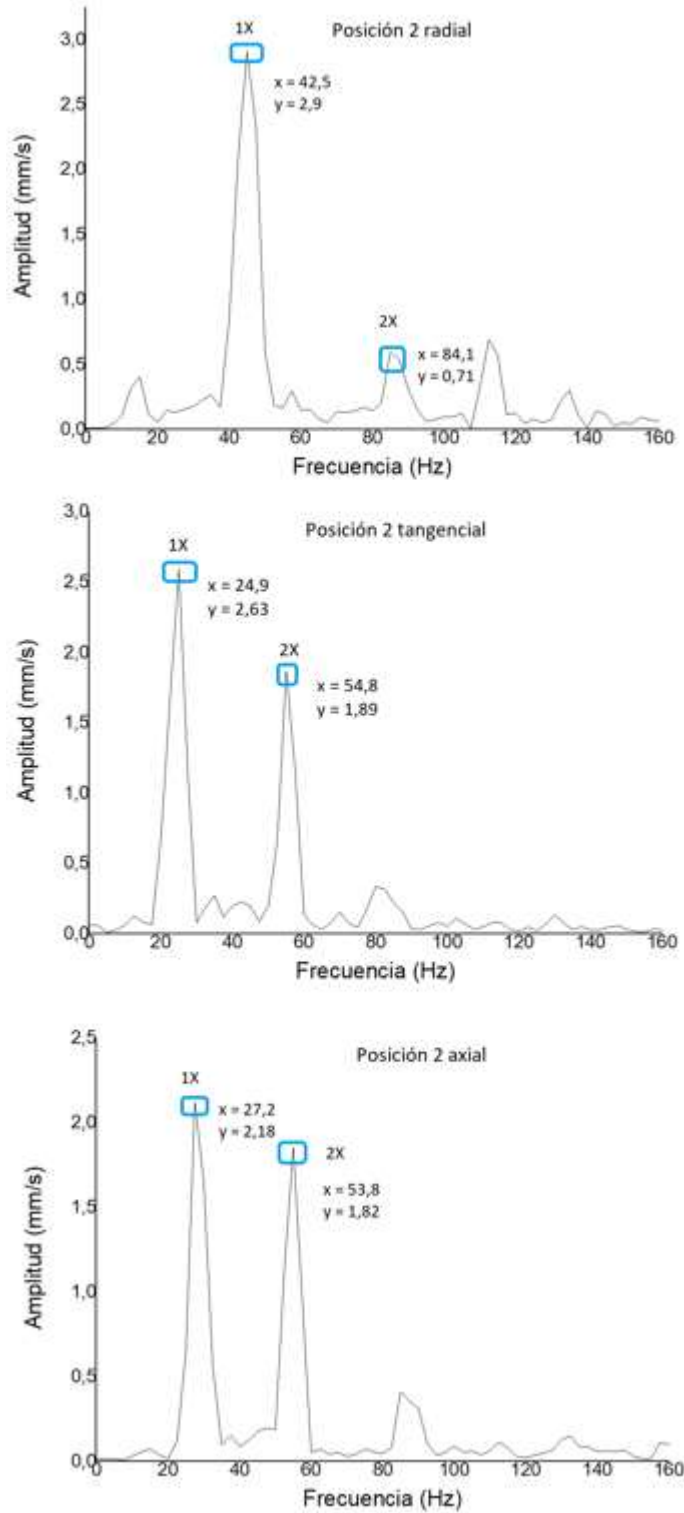 Posición 2 radial
1X
x = 42,5
y = 2,9
2X
x = 84,1
y = 0,71
3,0
2,5
2,0
1,5
1,0
0,5
0,0
0 20 40 60 80 100 120 140 160
Amplitud (mm/s)
Frecuencia (Hz)
Posición 2 tangencial
1X
x = 24,9
y = 2,63
2X
x = 54,8
y = 1,89
3,0
2,5
2,0
1,5
1,0
0,5
0,0
0 20 40 60 80 100 120 140 160
Amplitud (mm/s)
Frecuencia (Hz)
Posición 2 axial
1X
x = 27,2
y = 2,18
2X
x = 53,8
y = 1,82
2,5
2,0
1,5
1,0
0,5
0,0
0 20 40 60 80 100 120 140 160
Amplitud (mm/s)
Frecuencia (Hz)